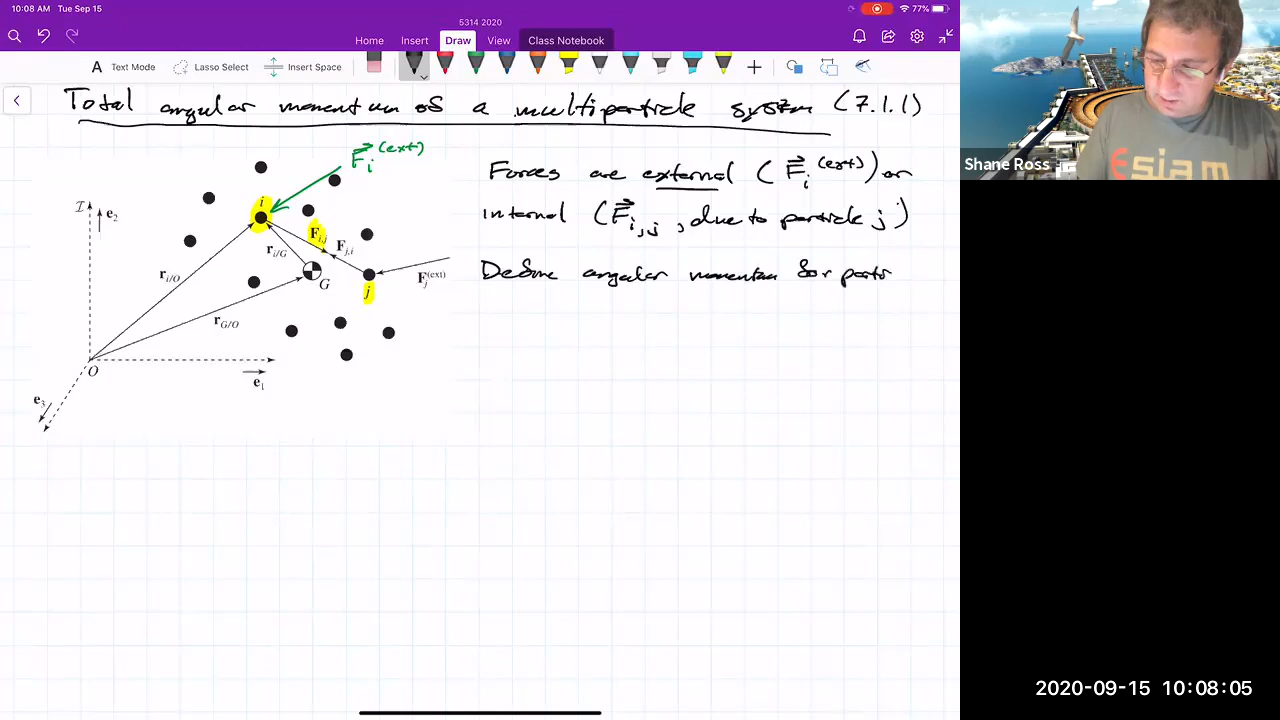 10:08 AM Tue Sep 15
77%
5314 2020
Home Insert Draw View Class Notebook
Text Mode Lasso Select Insert Space
Total angular momentum of a multiparticle system (7.1.1)
F_i^(ext)
Forces are external (F_i^(ext)) or
internal (F_i,j, due to particle j)
Define angular momentum for parti
I
e2
i
F_i,j
F_j,i
r_i/G
r_i/O
G
F_j^(ext)
j
r_G/O
O
e1
e3
Shane Ross
esiam
2020-09-15 10:08:05